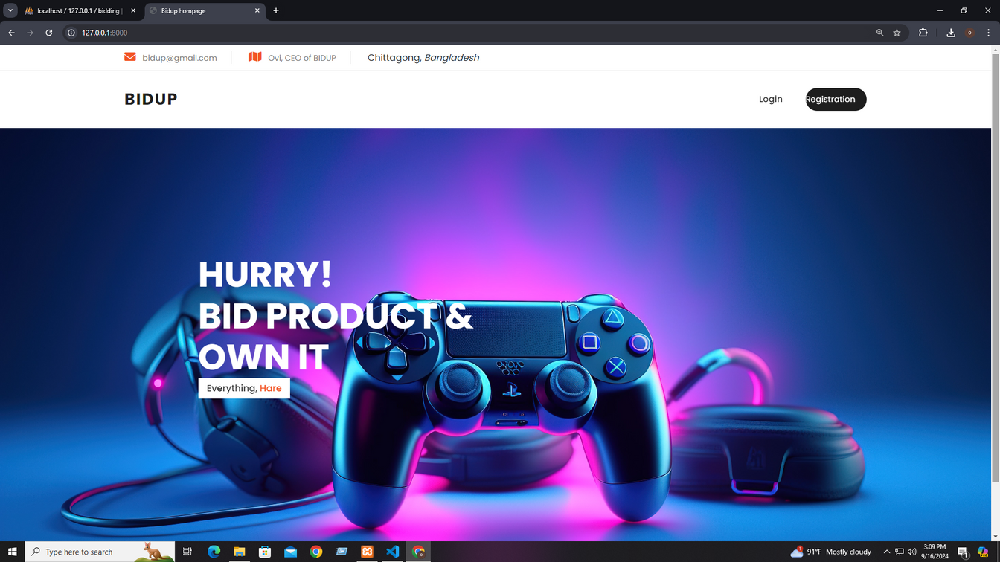 localhost / 127.0.0.1 / bidding |
Bidup hompage
127.0.0.1:8000
bidup@gmail.com
Ovi, CEO of BIDUP
Chittagong, Bangladesh
BIDUP
Login
Registration
HURRY!
BID PRODUCT &
OWN IT
Everything, Hare
Type here to search
1
91°F Mostly cloudy
3:09 PM
9/16/2024
1